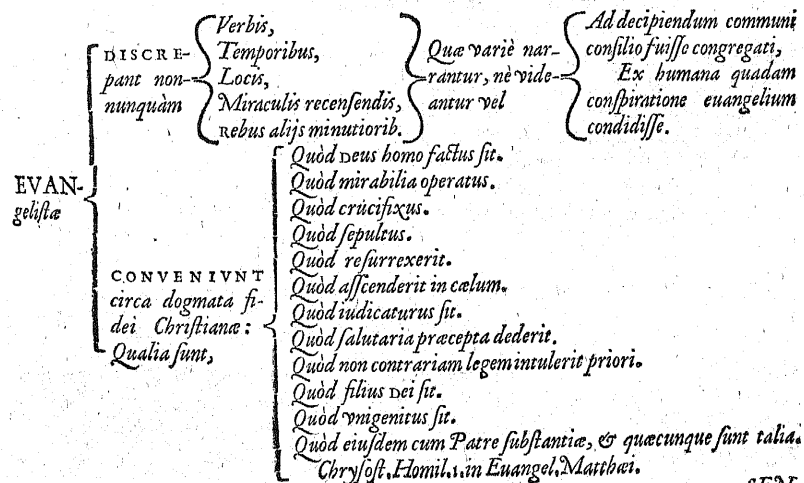 EVAN-
gelistæ
DISCRE-
pant non-
nunquàm
Verbis,
Temporibus,
Locis,
Miraculis recensendis,
Rebus alijs minutiorib.
Quæ variè nar-
rantur, nè vide-
antur vel
Ad decipiendum communi
consilio fuisse congregati,
Ex humana quadam
conspiratione euangelium
condidisse.
CONVENIVNT
circa dogmata fi-
dei Christianæ:
Qualia sunt,
Quòd Deus homo factus sit.
Quòd mirabilia operatus.
Quòd crucifixus.
Quòd sepultus.
Quòd resurrexerit.
Quòd asscenderit in cælum.
Quòd iudicaturus sit.
Quòd salutaria præcepta dederit.
Quòd non contrariam legem intulerit priori.
Quòd filius Dei sit.
Quòd vnigenitus sit.
Quòd eiusdem cum Patre substantiæ, & quæcunque sunt talia.
Chrysost. Homil. 1. in Euangel. Matthæi.